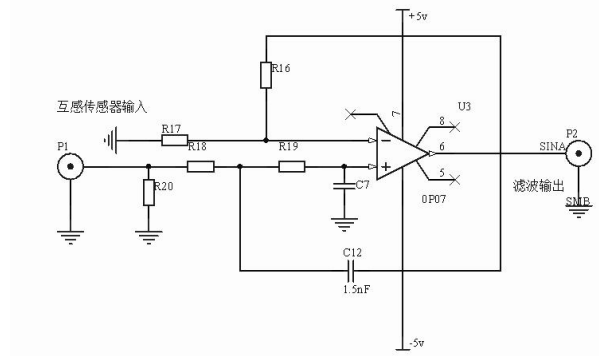 +5v
R16
互感传感器输入
7
8
U3
R17
P1
R18
R19
6
P2
SINA
R20
C7
5
0P07
滤波输出
SMB
C12
1.5nF
-5v